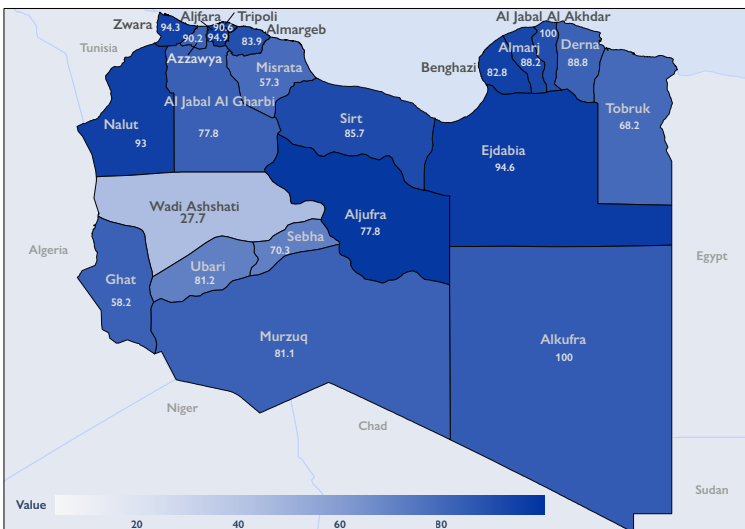 Aljfara
Tripoli
Zwara
94.3
90.6
Almargeb
90.2
94.9
83.9
Tunisia
Azzawya
Misrata
57.3
Al Jabal Al Akhdar
100
Almarj
88.2
Derna
88.8
Benghazi
82.8
Al Jabal Al Gharbi
77.8
Nalut
93
Sirt
85.7
Tobruk
68.2
Ejdabia
94.6
Wadi Ashshati
27.7
Aljufra
77.8
Sebha
70.3
Algeria
Ubari
81.2
Ghat
58.2
Egypt
Murzuq
81.1
Alkufra
100
Niger
Chad
Sudan
Value
20 40 60 80